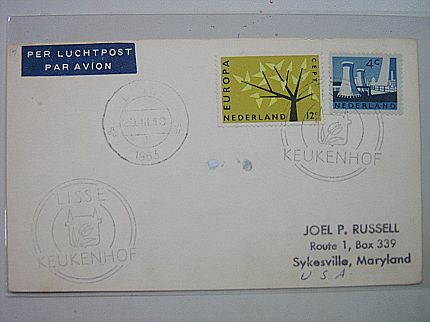 PER LUCHTPOST
PAR AVION
EUROPA
CEPT
12c
NEDERLAND
4c
NEDERLAND
1963
KEUKENHOF
LISSE
KEUKENHOF
JOEL P. RUSSELL
Route 1, Box 339
Sykesville, Maryland
U.S.A.